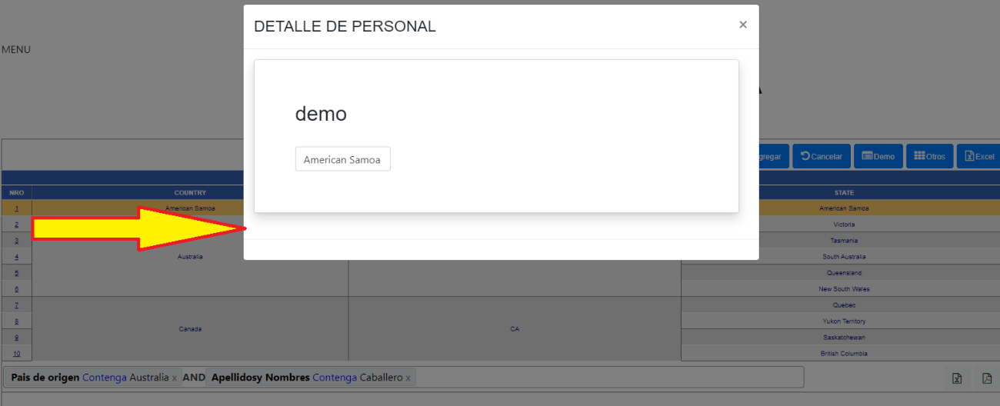 DETALLE DE PERSONAL ×
MENU
demo
American Samoa
gregar Cancelar Demo Otros Excel
NRO COUNTRY STATE
1 American Samoa American Samoa
2 Victoria
3 Tasmania
4 Australia South Australia
5 Queensland
6 New South Wales
7 Quebec
8 Yukon Territory
Canada CA
9 Saskatchewan
10 British Columbia
Pais de origen Contenga Australia x AND Apellidosy Nombres Contenga Caballero x